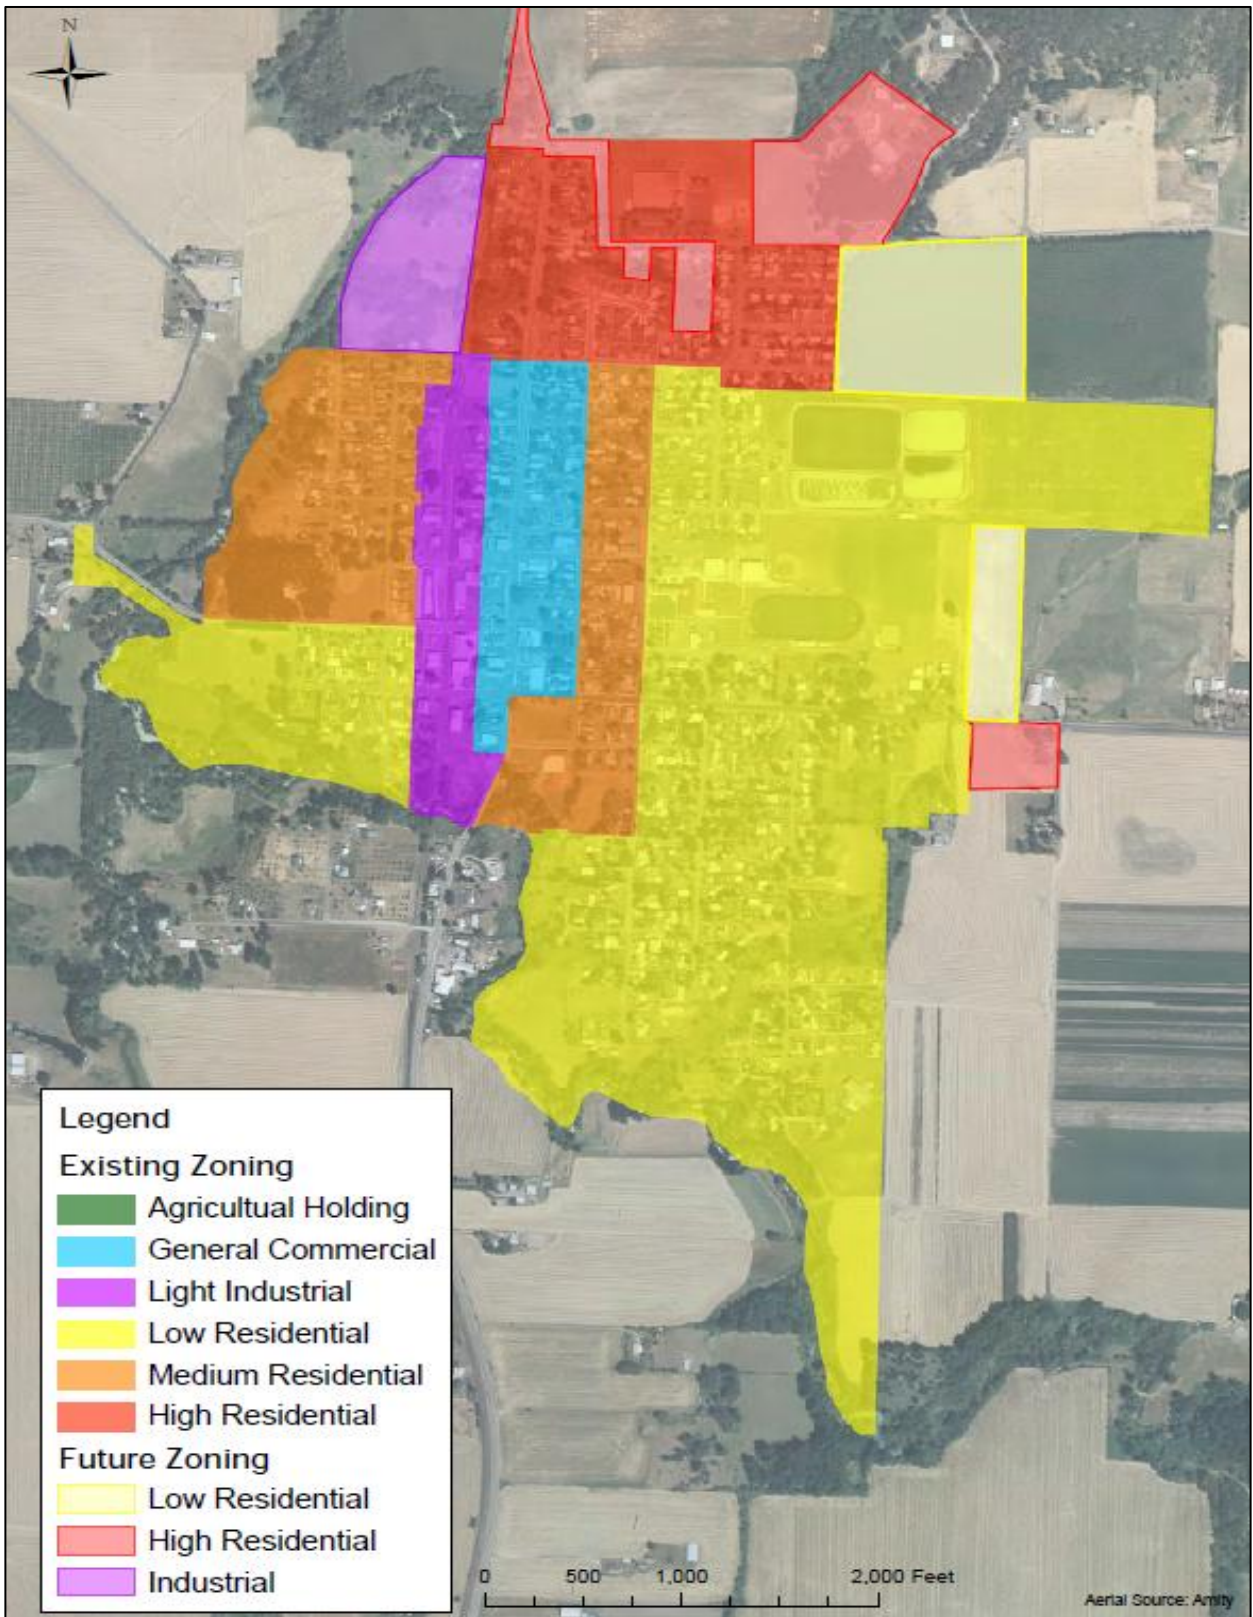 N
Legend
Existing Zoning
Agricultual Holding
General Commercial
Light Industrial
Low Residential
Medium Residential
High Residential
Future Zoning
Low Residential
High Residential
Industrial
0 500 1,000 2,000 Feet
Aerial Source: Amity